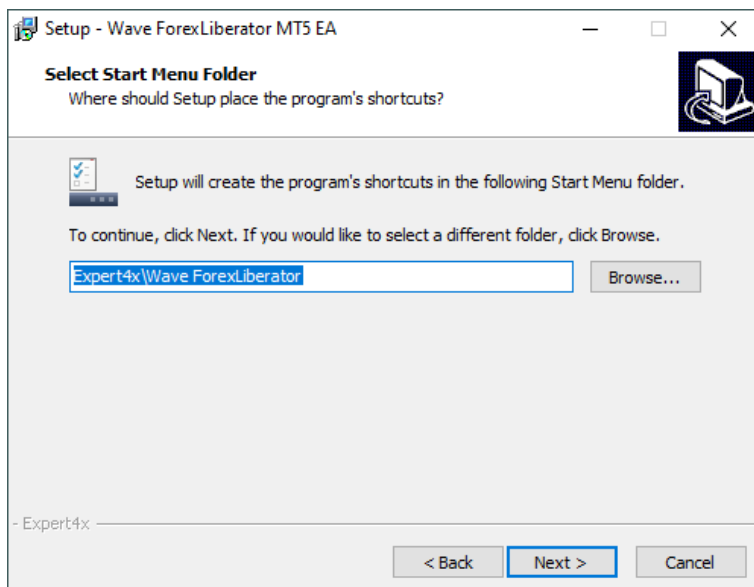 Setup - Wave ForexLiberator MT5 EA
Select Start Menu Folder
Where should Setup place the program's shortcuts?
Setup will create the program's shortcuts in the following Start Menu folder.
To continue, click Next. If you would like to select a different folder, click Browse.
Expert4x\Wave ForexLiberator
Browse...
- Expert4x
< Back
Next >
Cancel